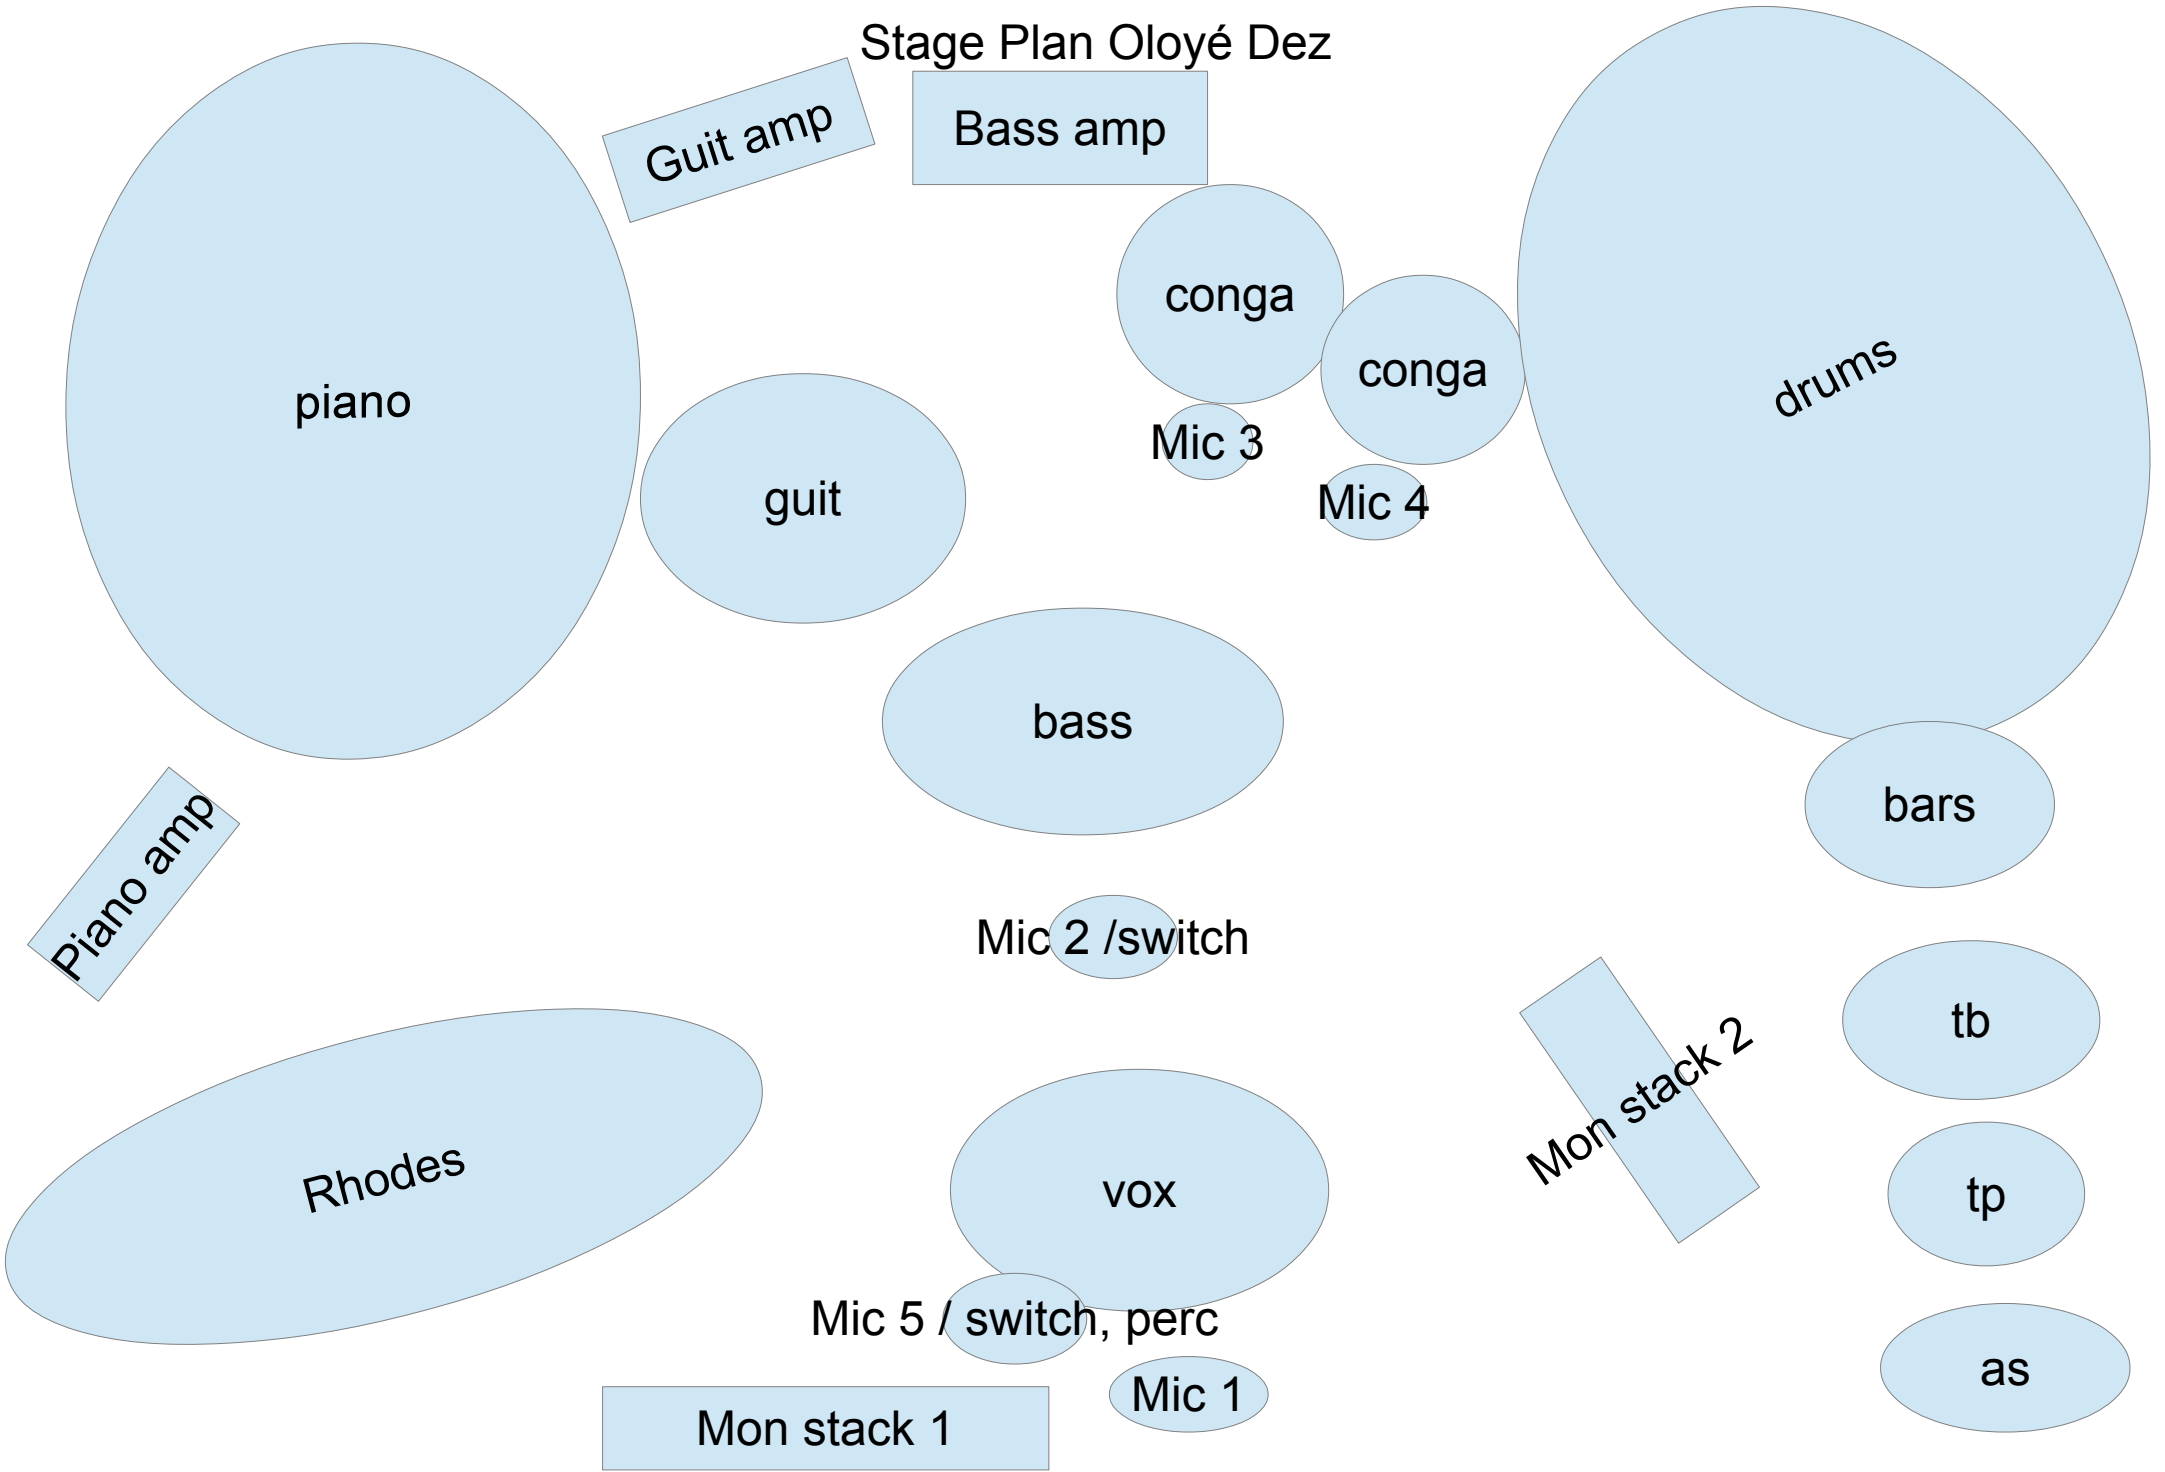 Stage Plan Oloyé Dez
Guit amp
Bass amp
conga
conga
drums
piano
Mic 3
guit
Mic 4
bass
bars
Piano amp
Mic 2 /switch
tb
Mon stack 2
Rhodes
vox
tp
Mic 5 / switch, perc
as
Mic 1
Mon stack 1